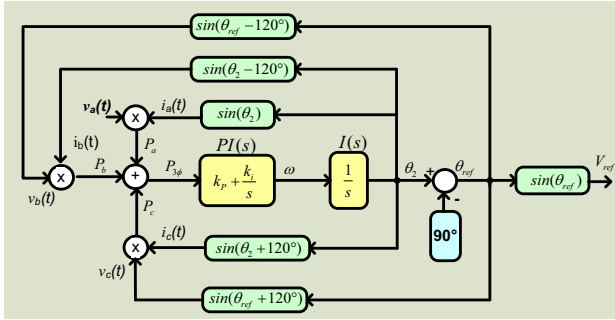 sin(θref −120°)
sin(θ2 −120°)
va(t)
x
ia(t)
sin(θ2)
ib(t)
Pa
PI(s)
I(s)
Pb
P3ϕ
kP + ki/s
ω
1/s
θ2
+
θref
-
sin(θref)
Vref
x
+
vb(t)
Pc
90°
x
ic(t)
sin(θ2 +120°)
vc(t)
sin(θref +120°)